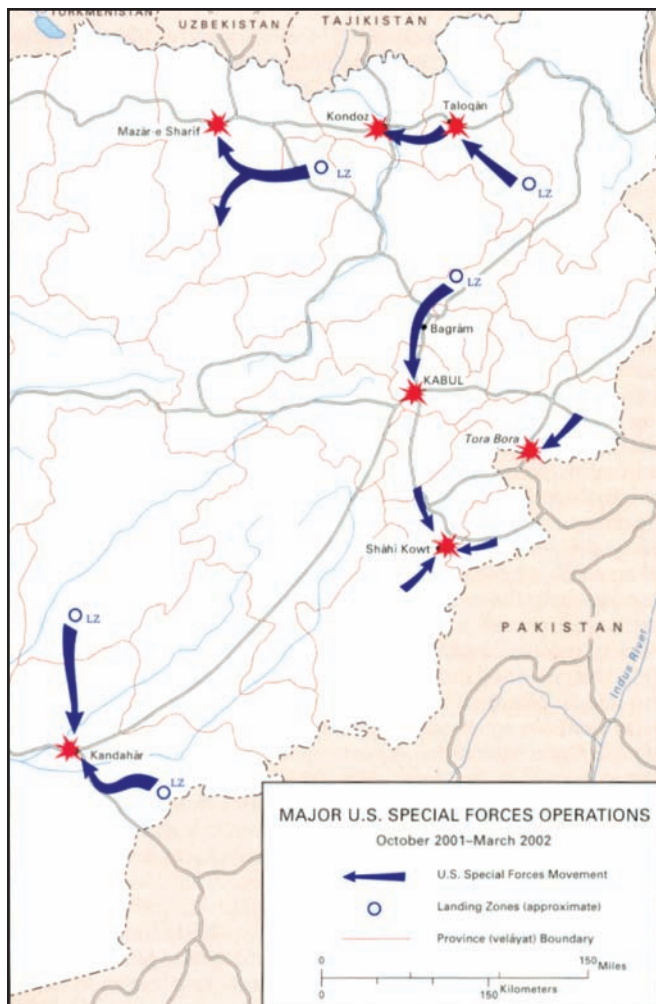 TURKMENISTAN
UZBEKISTAN
TAJIKISTAN
Mazār-e Sharif
Kondoz
Taloqān
LZ
LZ
LZ
Bagrām
KABUL
Tora Bora
Shāhi Kowt
PAKISTAN
Indus River
LZ
Kandahār
LZ
MAJOR U.S. SPECIAL FORCES OPERATIONS
October 2001–March 2002
U.S. Special Forces Movement
Landing Zones (approximate)
Province (velāyat) Boundary
0
150 Miles
0
150 Kilometers